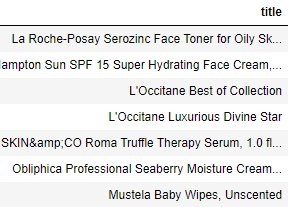 title
La Roche-Posay Serozinc Face Toner for Oily Sk...
Hampton Sun SPF 15 Super Hydrating Face Cream,...
L'Occitane Best of Collection
L'Occitane Luxurious Divine Star
SKIN&amp;CO Roma Truffle Therapy Serum, 1.0 fl...
Obliphica Professional Seaberry Moisture Cream...
Mustela Baby Wipes, Unscented